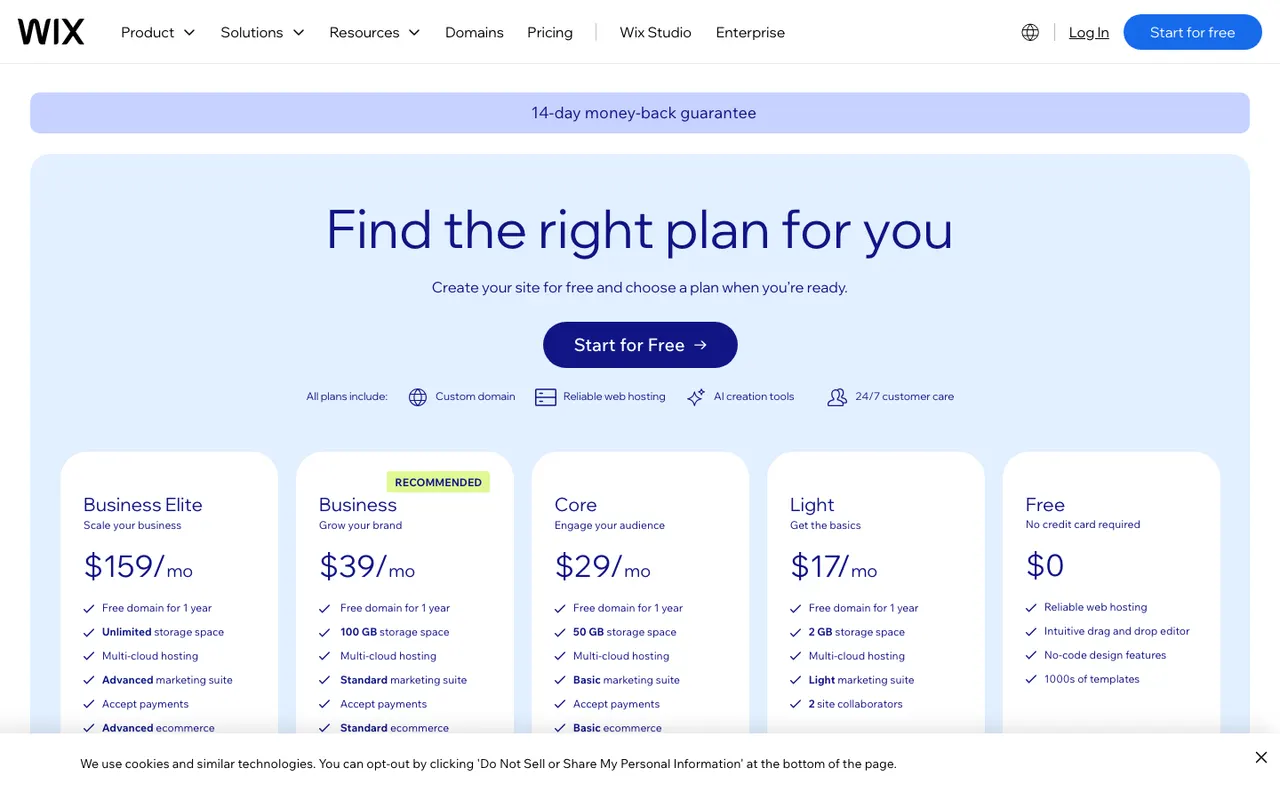 WIX Product Solutions Resources Domains Pricing Wix Studio Enterprise Log In Start for free
14-day money-back guarantee
Find the right plan for you
Create your site for free and choose a plan when you're ready.
Start for Free →
All plans include: Custom domain Reliable web hosting AI creation tools 24/7 customer care
Business Elite
Scale your business
$159/mo
Free domain for 1 year
Unlimited storage space
Multi-cloud hosting
Advanced marketing suite
Accept payments
Advanced ecommerce
RECOMMENDED
Business
Grow your brand
$39/mo
Free domain for 1 year
100 GB storage space
Multi-cloud hosting
Standard marketing suite
Accept payments
Standard ecommerce
Core
Engage your audience
$29/mo
Free domain for 1 year
50 GB storage space
Multi-cloud hosting
Basic marketing suite
Accept payments
Basic ecommerce
Light
Get the basics
$17/mo
Free domain for 1 year
2 GB storage space
Multi-cloud hosting
Light marketing suite
2 site collaborators
Free
No credit card required
$0
Reliable web hosting
Intuitive drag and drop editor
No-code design features
1000s of templates
We use cookies and similar technologies. You can opt-out by clicking 'Do Not Sell or Share My Personal Information' at the bottom of the page.